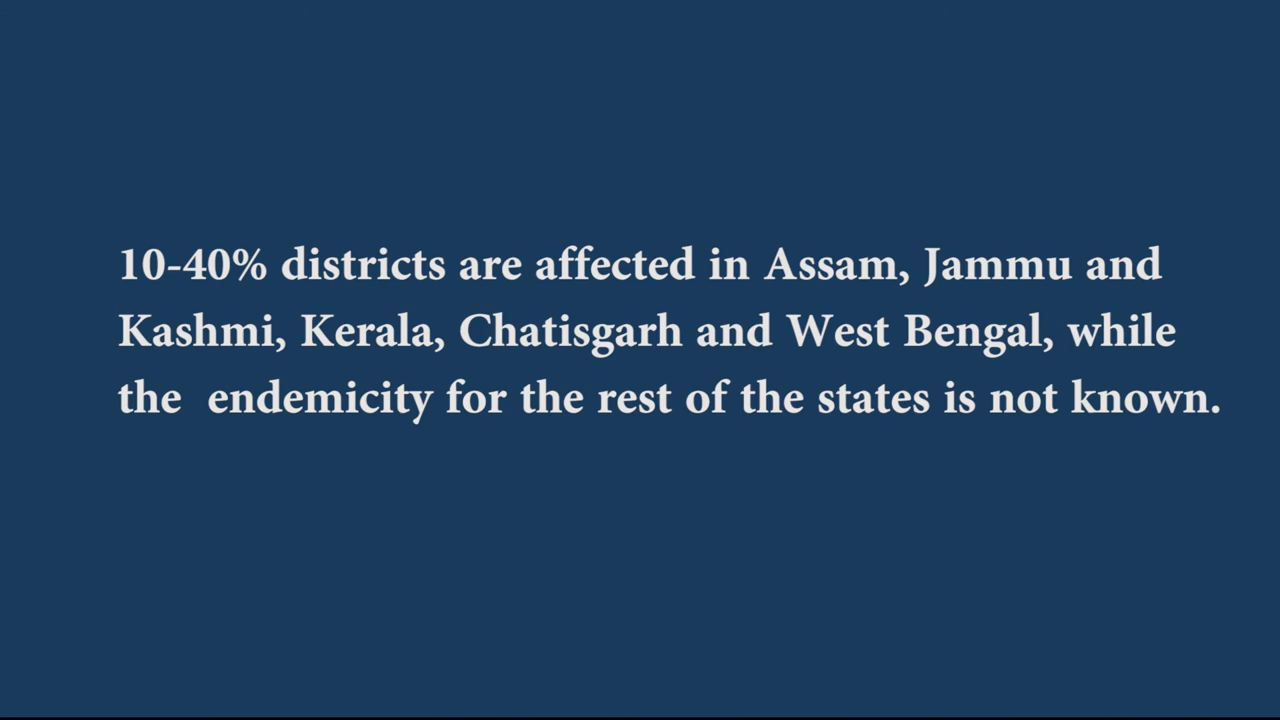 10-40% districts are affected in Assam, Jammu and
Kashmi, Kerala, Chatisgarh and West Bengal, while
the  endemicity for the rest of the states is not known.